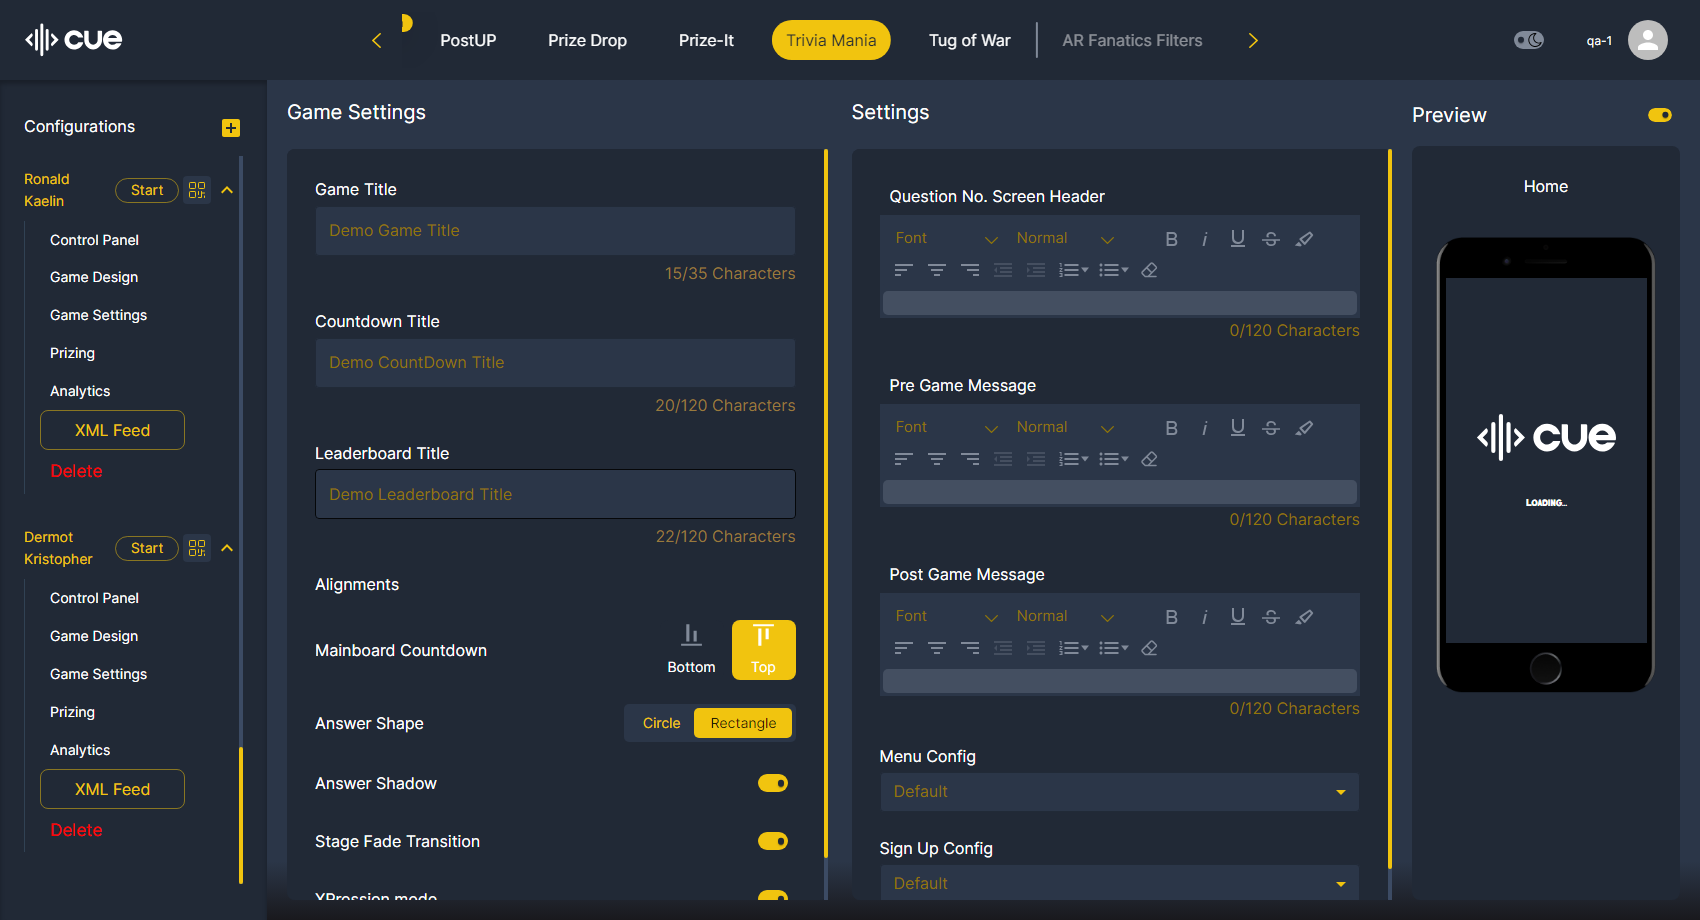 cue
PostUP
Prize Drop
Prize-It
Trivia Mania
Tug of War
AR Fanatics Filters
qa-1
Configurations
Ronald
Kaelin
Start
Control Panel
Game Design
Game Settings
Prizing
Analytics
XML Feed
Delete
Dermot
Kristopher
Start
Control Panel
Game Design
Game Settings
Prizing
Analytics
XML Feed
Delete
Game Settings
Game Title
Demo Game Title
15/35 Characters
Countdown Title
Demo CountDown Title
20/120 Characters
Leaderboard Title
Demo Leaderboard Title
22/120 Characters
Alignments
Mainboard Countdown
Bottom
Top
Answer Shape
Circle
Rectangle
Answer Shadow
Stage Fade Transition
XPression mode
Settings
Question No. Screen Header
Font
Normal
B i U S
0/120 Characters
Pre Game Message
Font
Normal
B i U S
0/120 Characters
Post Game Message
Font
Normal
B i U S
0/120 Characters
Menu Config
Default
Sign Up Config
Default
Preview
Home
cue
LOADING...